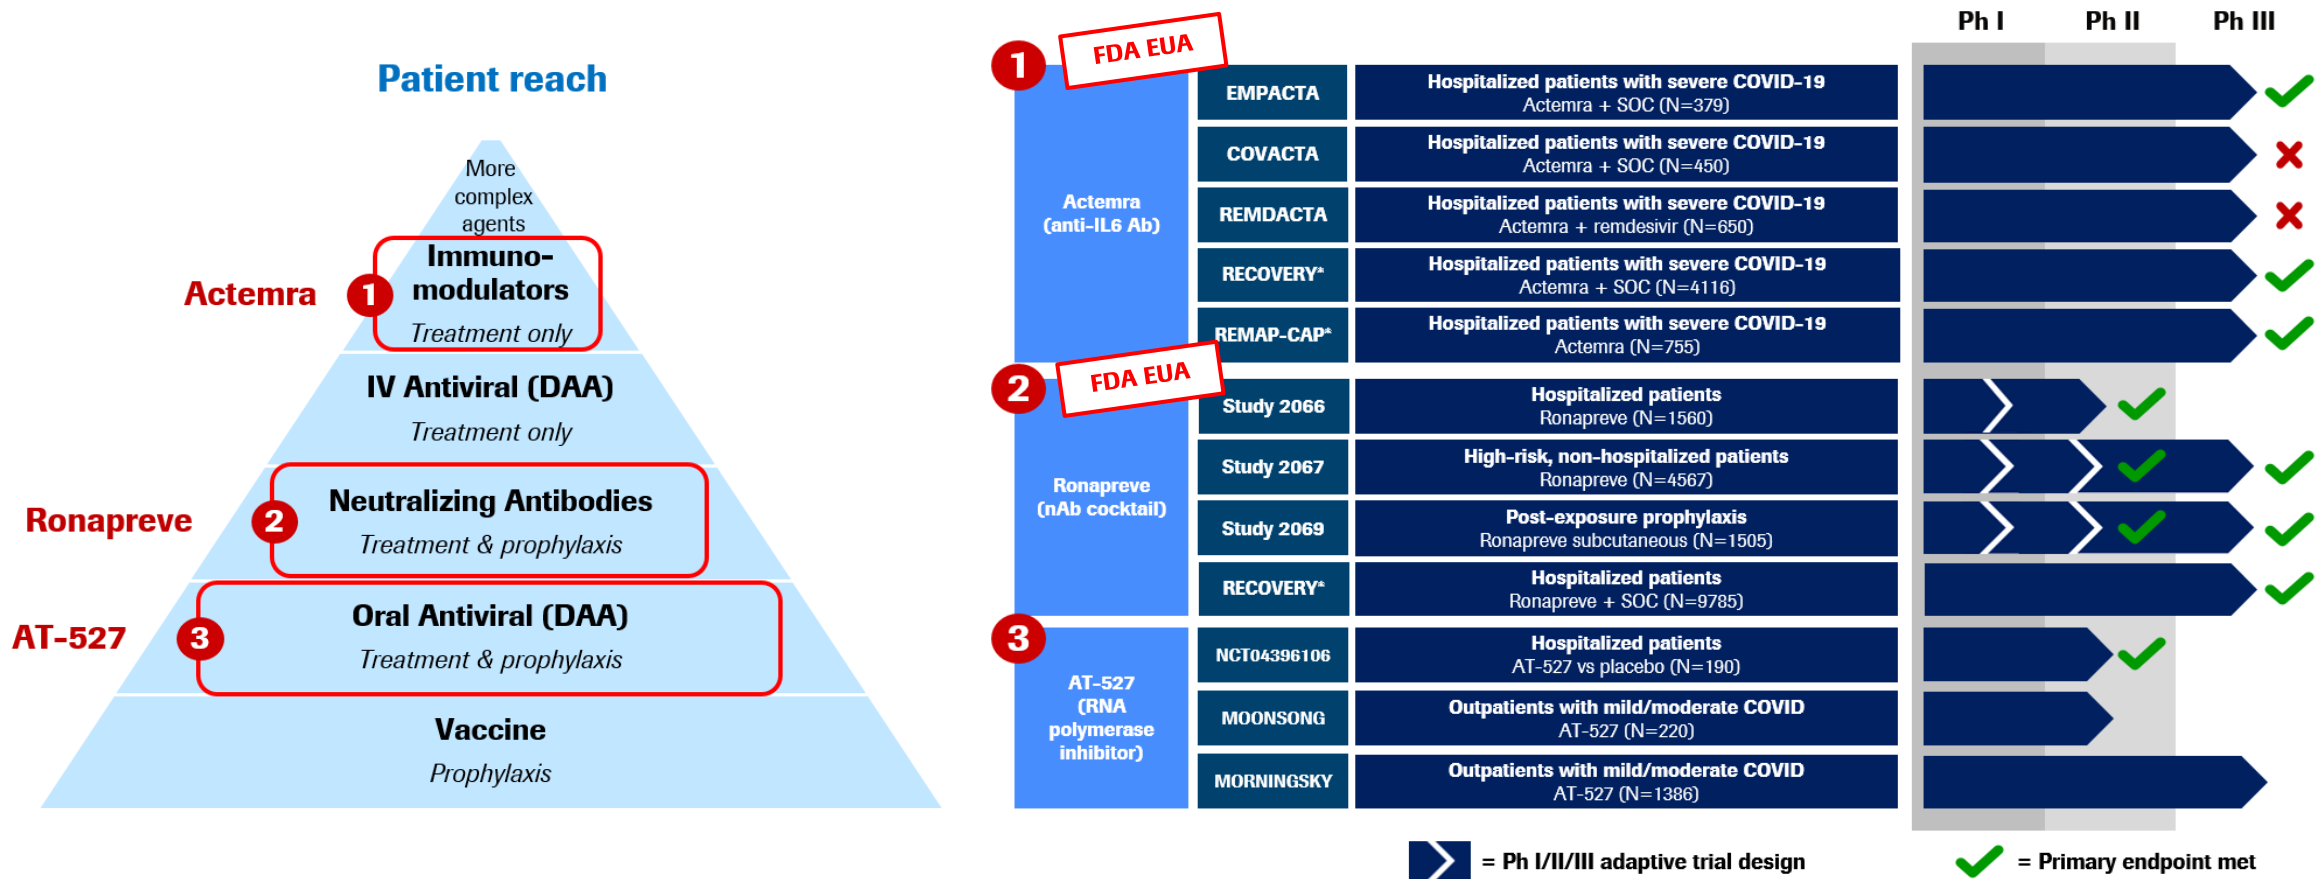 Patient reach
More
complex
agents
Immuno-
modulators
Treatment only
Actemra
1
IV Antiviral (DAA)
Treatment only
Neutralizing Antibodies
Treatment & prophylaxis
Ronapreve
2
Oral Antiviral (DAA)
Treatment & prophylaxis
AT-527
3
Vaccine
Prophylaxis
Ph I
Ph II
Ph III
1
FDA EUA
Actemra
(anti-IL6 Ab)
EMPACTA
Hospitalized patients with severe COVID-19
Actemra + SOC (N=379)
COVACTA
Hospitalized patients with severe COVID-19
Actemra + SOC (N=450)
REMDACTA
Hospitalized patients with severe COVID-19
Actemra + remdesivir (N=650)
RECOVERY*
Hospitalized patients with severe COVID-19
Actemra + SOC (N=4116)
REMAP-CAP*
Hospitalized patients with severe COVID-19
Actemra (N=755)
2
FDA EUA
Ronapreve
(nAb cocktail)
Study 2066
Hospitalized patients
Ronapreve (N=1560)
Study 2067
High-risk, non-hospitalized patients
Ronapreve (N=4567)
Study 2069
Post-exposure prophylaxis
Ronapreve subcutaneous (N=1505)
RECOVERY*
Hospitalized patients
Ronapreve + SOC (N=9785)
3
AT-527
(RNA
polymerase
inhibitor)
NCT04396106
Hospitalized patients
AT-527 vs placebo (N=190)
MOONSONG
Outpatients with mild/moderate COVID
AT-527 (N=220)
MORNINGSKY
Outpatients with mild/moderate COVID
AT-527 (N=1386)
= Ph I/II/III adaptive trial design
= Primary endpoint met